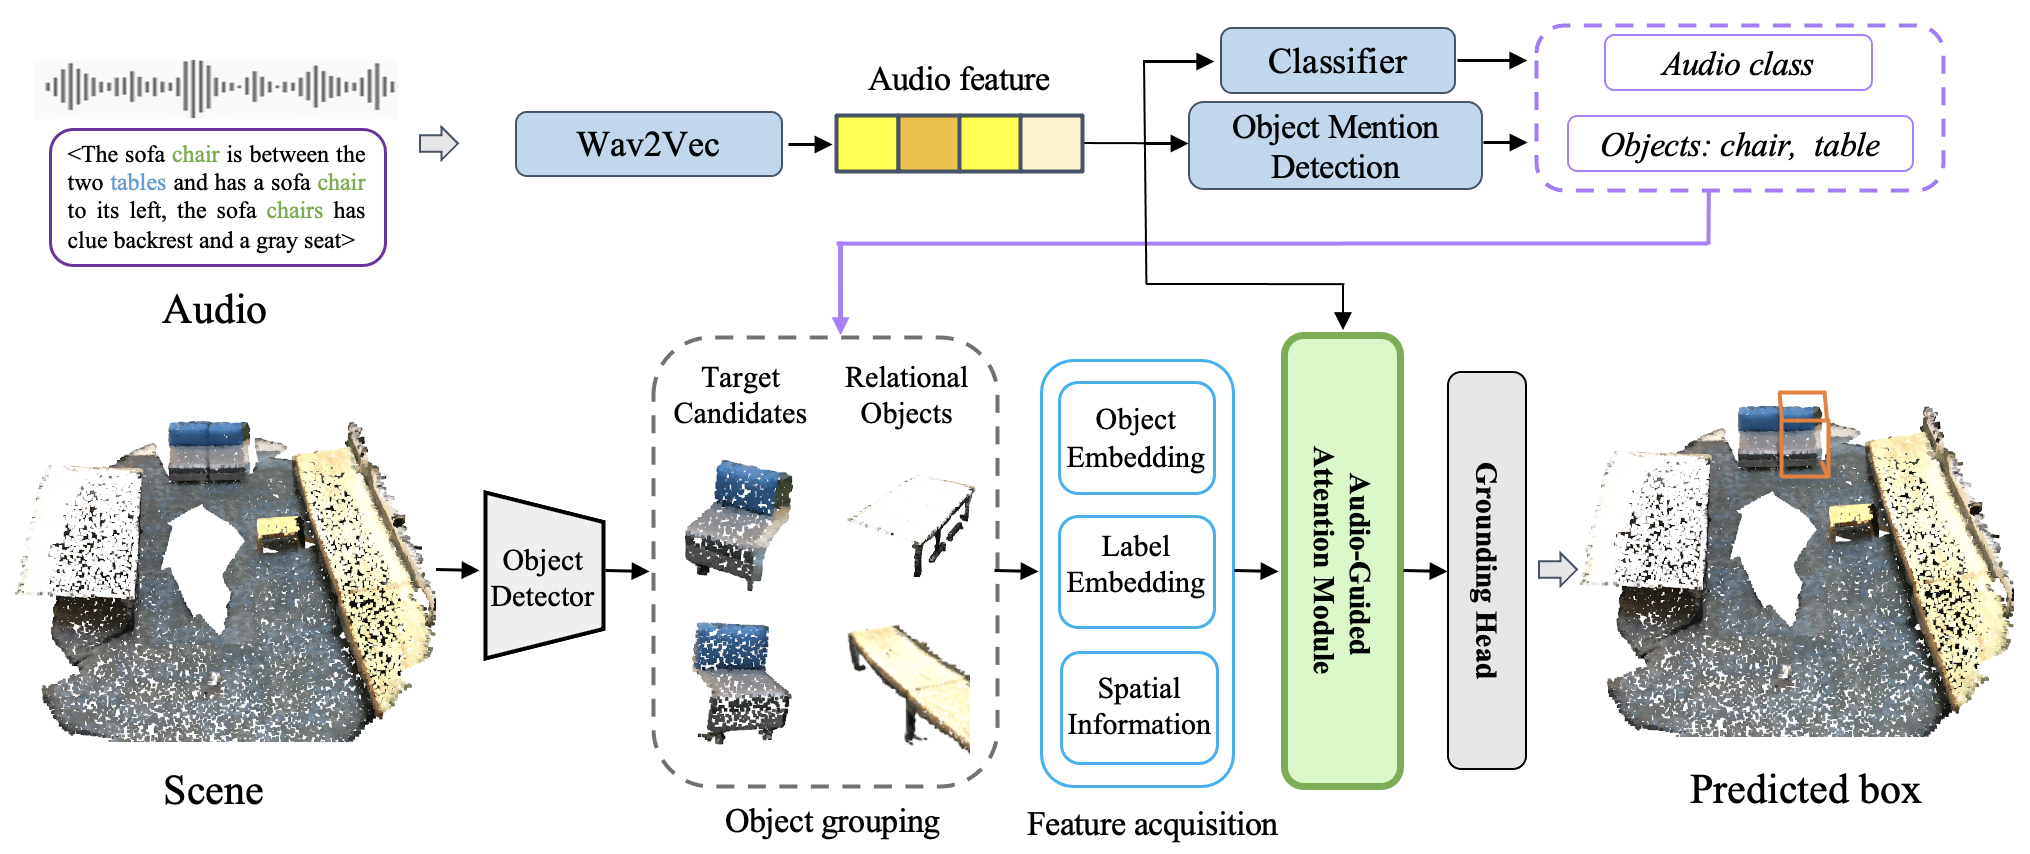 <The sofa chair is between the
two tables and has a sofa chair
to its left, the sofa chairs has
clue backrest and a gray seat>
Audio
Wav2Vec
Audio feature
Classifier
Object Mention
Detection
Audio class
Objects: chair, table
Scene
Object
Detector
Target
Candidates
Relational
Objects
Object grouping
Object
Embedding
Label
Embedding
Spatial
Information
Feature acquisition
Audio-Guided
Attention Module
Grounding Head
Predicted box